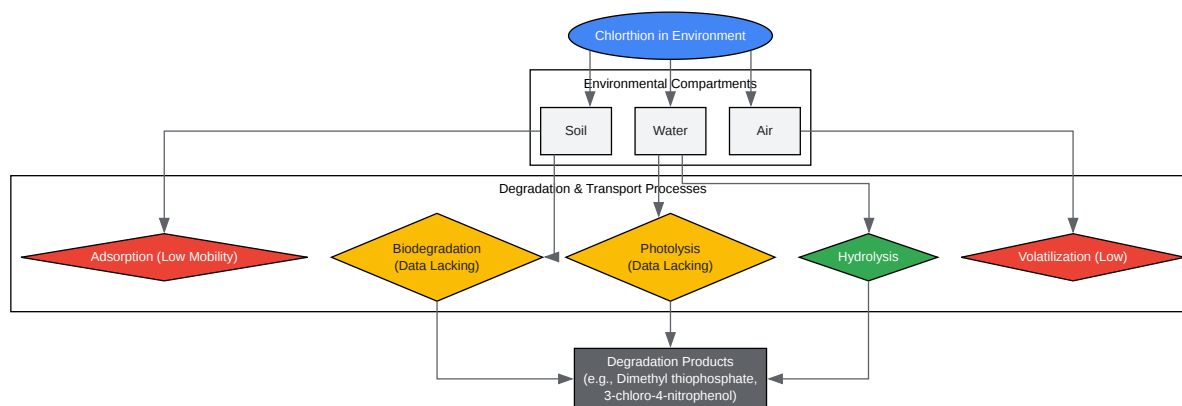 Chlorthion in Environment
Environmental Compartments
Soil
Water
Air
Degradation & Transport Processes
Adsorption (Low Mobility)
Biodegradation
(Data Lacking)
Photolysis
(Data Lacking)
Hydrolysis
Volatilization (Low)
Degradation Products
(e.g., Dimethyl thiophosphate,
3-chloro-4-nitrophenol)